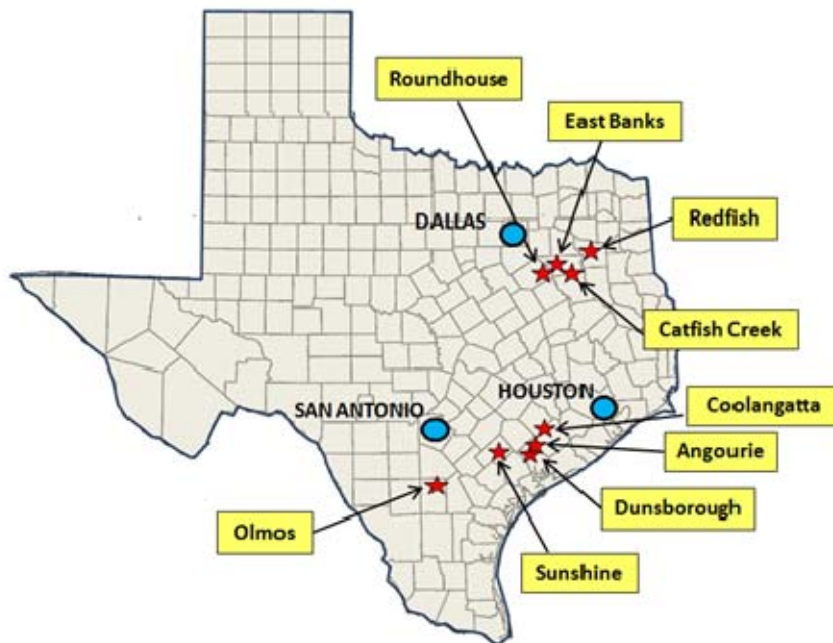 Roundhouse
East Banks
DALLAS
Redfish
Catfish Creek
HOUSTON
SAN ANTONIO
Coolangatta
Angourie
Dunsborough
Olmos
Sunshine